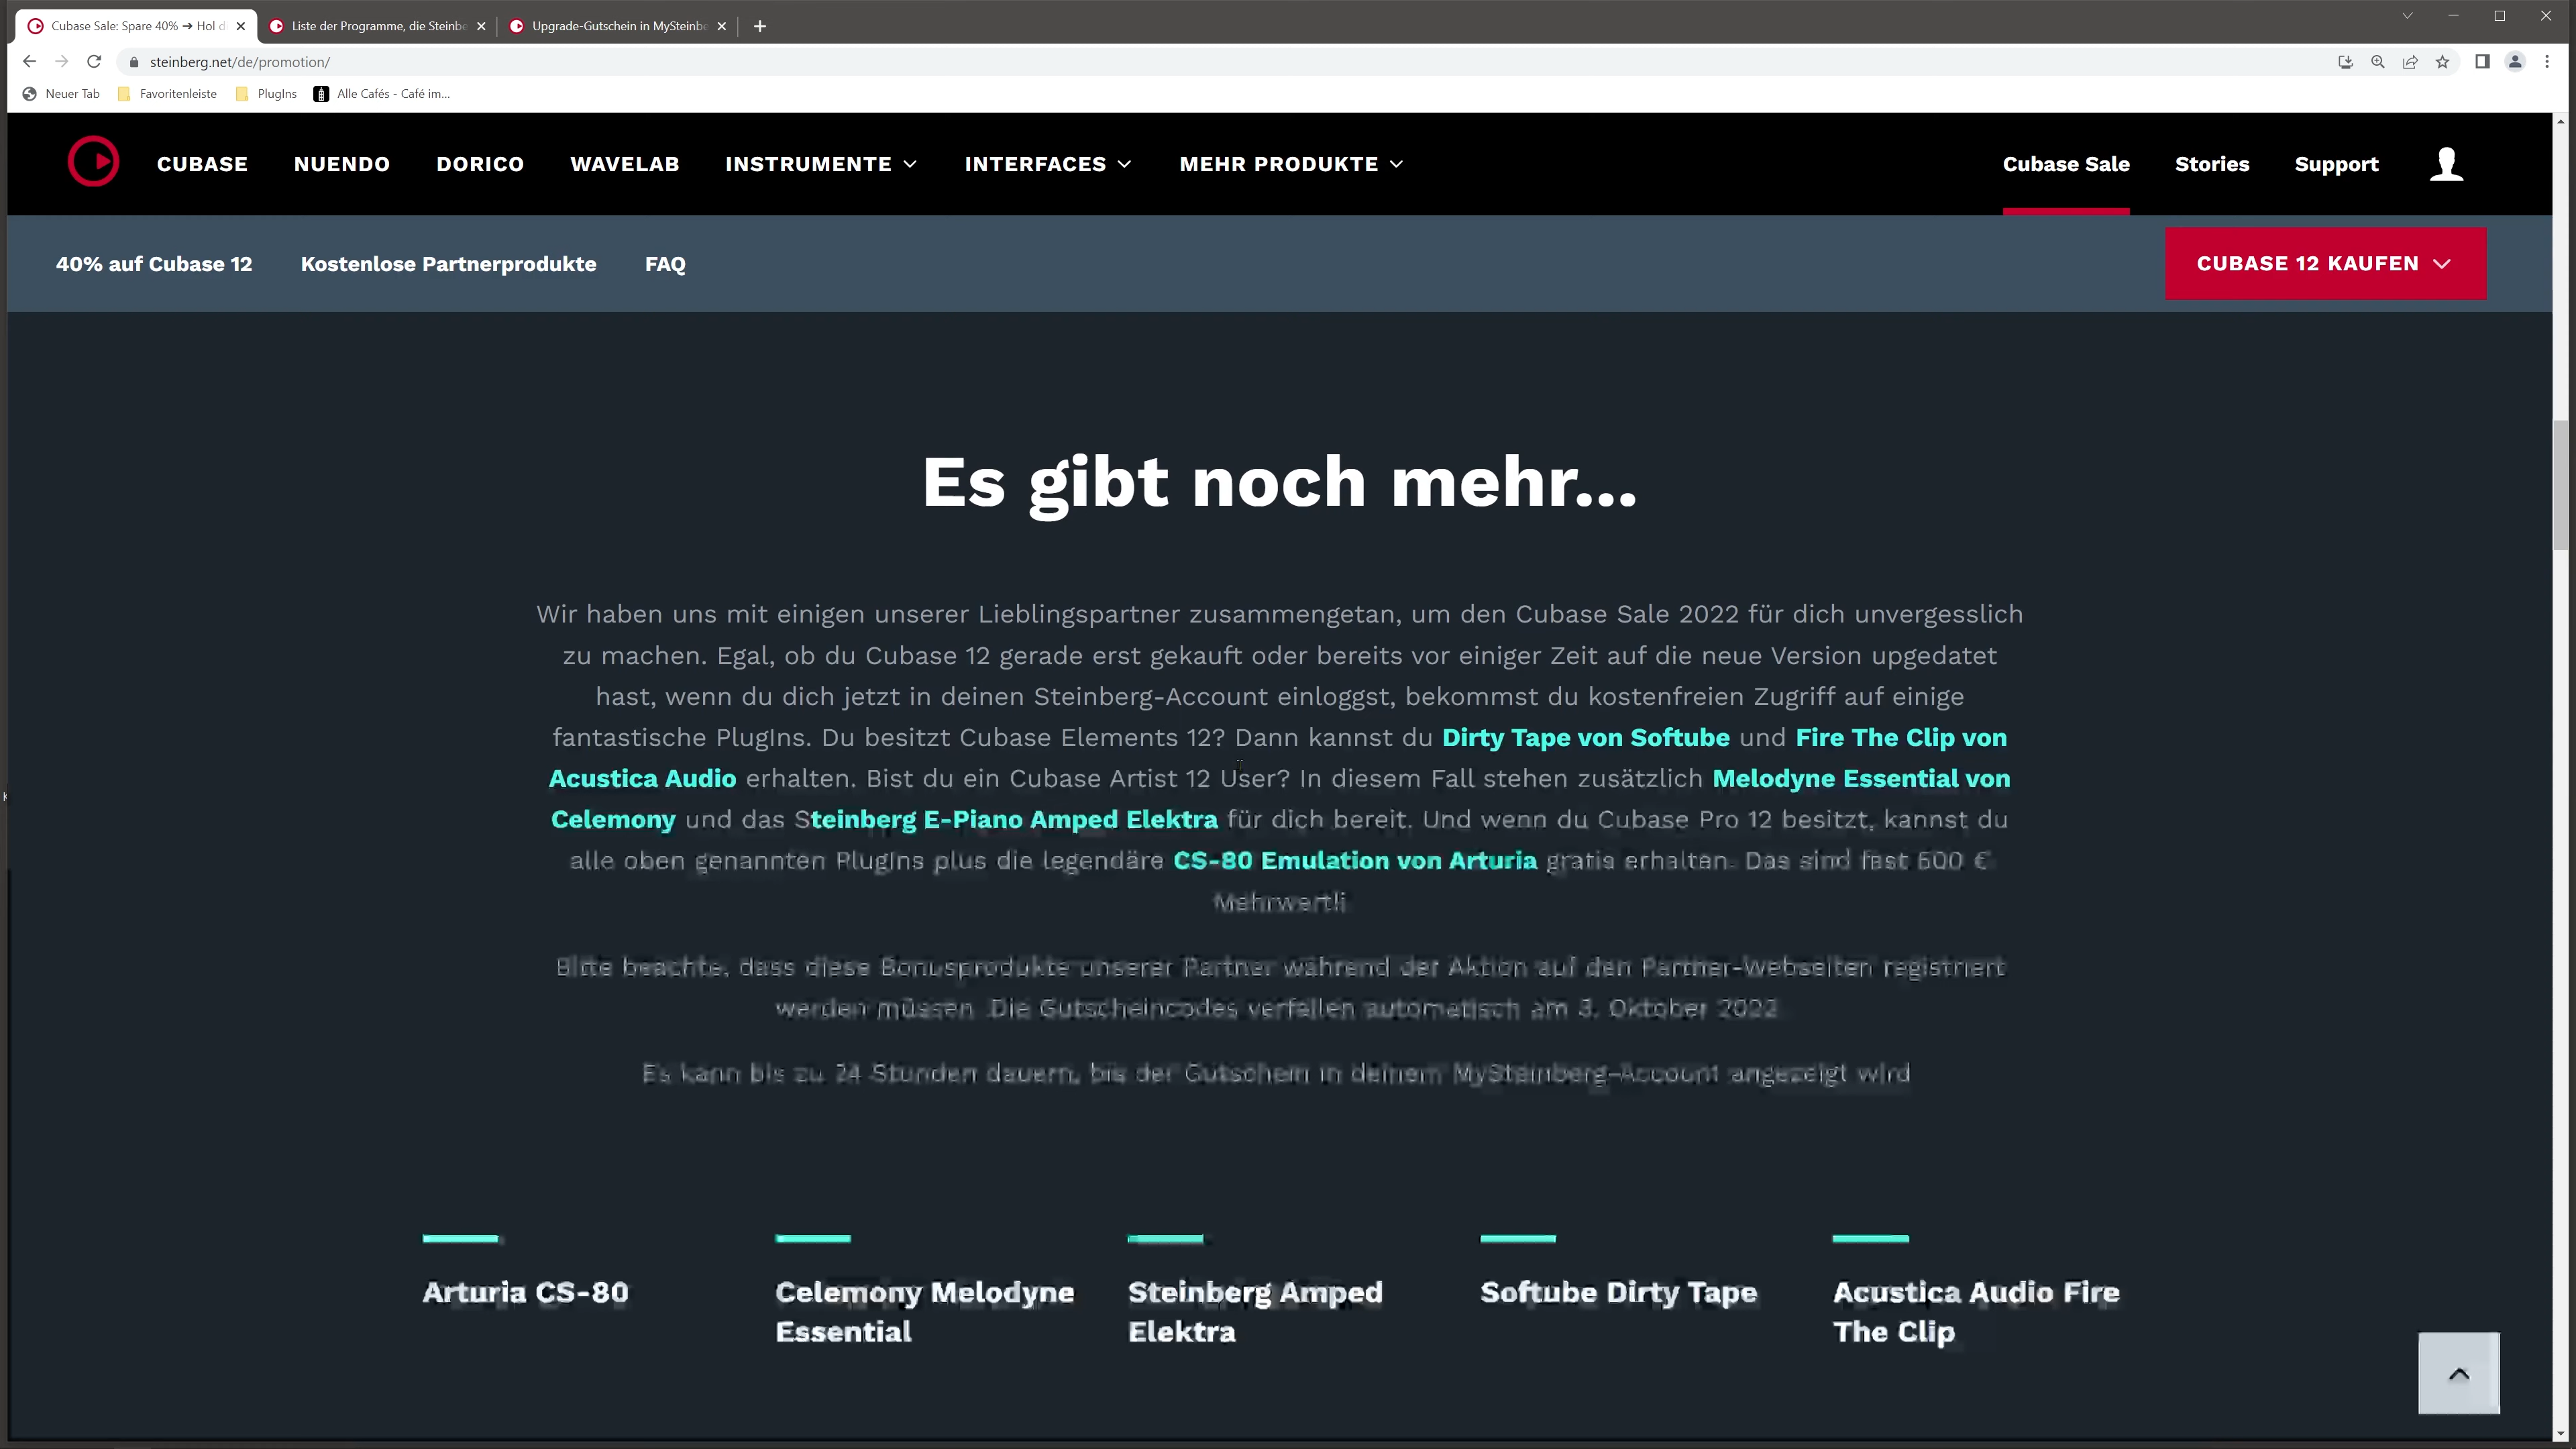 Cubase Sale: Spare 40% ➔ Hol d
Liste der Programme, die Steinbe
Upgrade-Gutschein in MySteinbe
steinberg.net/de/promotion/
Neuer Tab
Favoritenleiste
PlugIns
Alle Cafés - Café im...
CUBASE
NUENDO
DORICO
WAVELAB
INSTRUMENTE
INTERFACES
MEHR PRODUKTE
Cubase Sale
Stories
Support
40% auf Cubase 12
Kostenlose Partnerprodukte
FAQ
CUBASE 12 KAUFEN
Es gibt noch mehr...
Wir haben uns mit einigen unserer Lieblingspartner zusammengetan, um den Cubase Sale 2022 für dich unvergesslich
zu machen. Egal, ob du Cubase 12 gerade erst gekauft oder bereits vor einiger Zeit auf die neue Version upgedatet
hast, wenn du dich jetzt in deinen Steinberg-Account einloggst, bekommst du kostenfreien Zugriff auf einige
fantastische PlugIns. Du besitzt Cubase Elements 12? Dann kannst du Dirty Tape von Softube und Fire The Clip von
Acustica Audio erhalten. Bist du ein Cubase Artist 12 User? In diesem Fall stehen zusätzlich Melodyne Essential von
Celemony und das Steinberg E-Piano Amped Elektra für dich bereit. Und wenn du Cubase Pro 12 besitzt, kannst du
alle oben genannten PlugIns plus die legendäre CS-80 Emulation von Arturia gratis erhalten. Das sind fast €
Bitte beachte, dass diese Bonusprodukte unserer Partner während der Aktion auf den Partner-Webseiten registriert
werden müssen. Die Gutscheincodes verfallen automatisch am Oktober 2022.
Es kann bis zu 24 Stunden dauern, bis der Gutschein in deinem MySteinberg-Account angezeigt wird
Arturia CS-80
Celemony Melodyne
Essential
Steinberg Amped
Elektra
Softube Dirty Tape
Acustica Audio Fire
The Clip